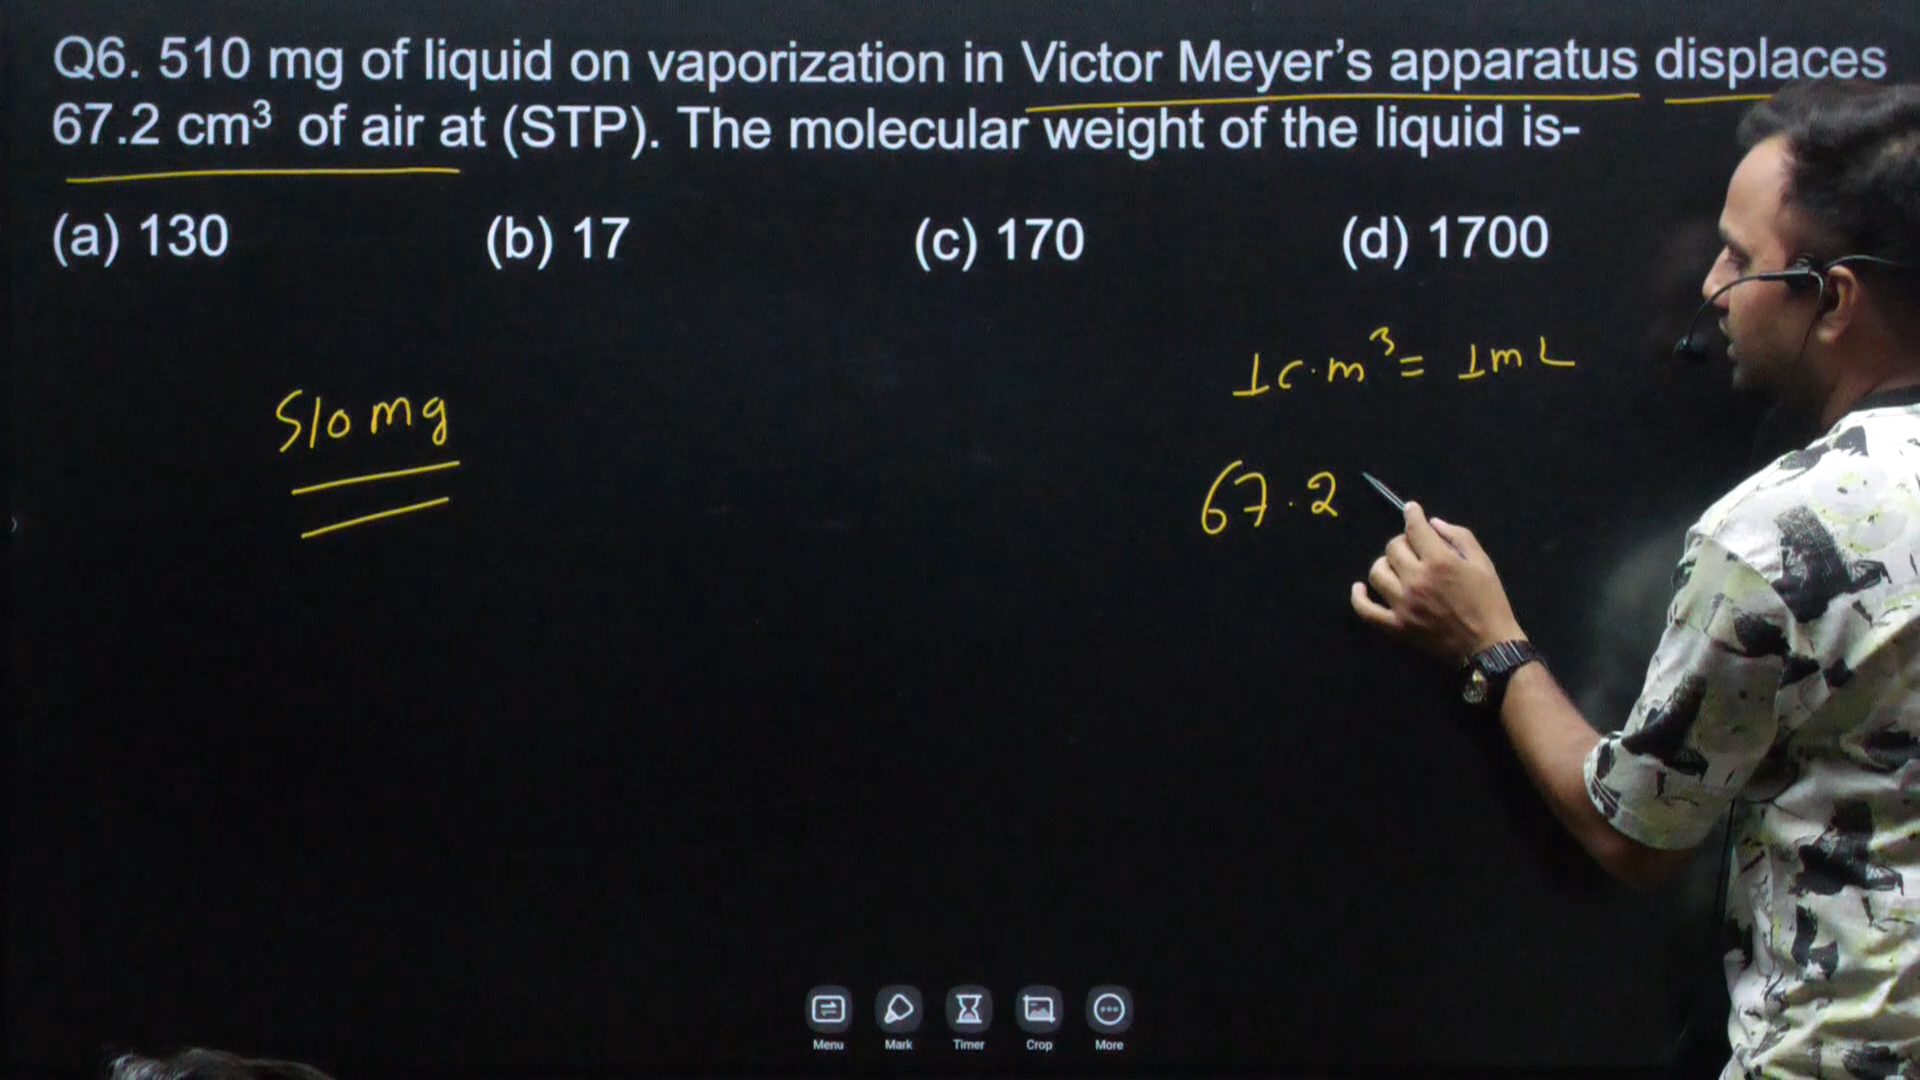 Q6. 510 mg of liquid on vaporization in Victor Meyer's apparatus displaces
67.2 cm³ of air at (STP). The molecular weight of the liquid is-
(a) 130 (b) 17 (c) 170 (d) 1700
1c.m³ = 1mL
510mg
67.2
Menu Mark Timer Crop More